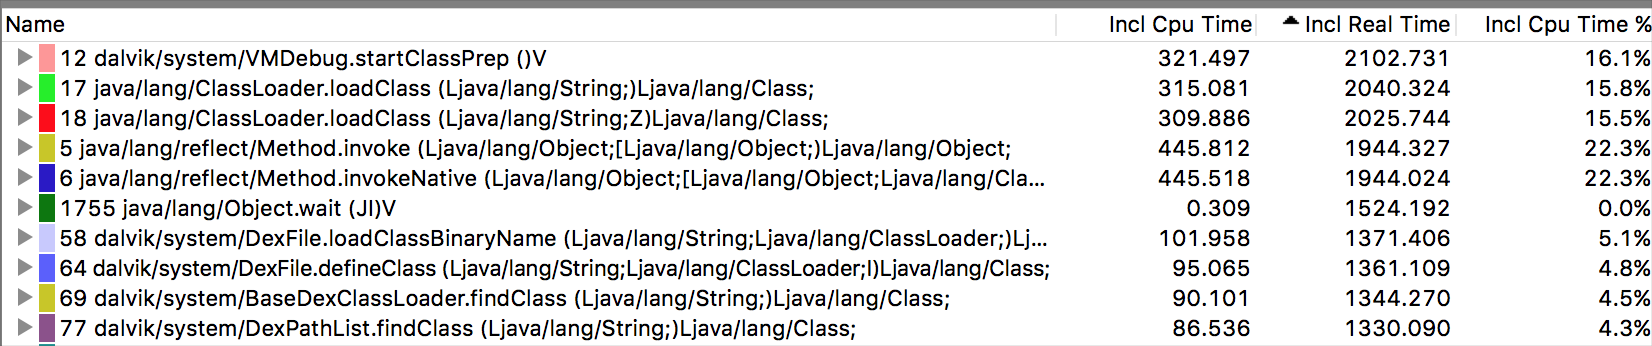 Name Incl Cpu Time Incl Real Time Incl Cpu Time %
12 dalvik/system/VMDebug.startClassPrep ()V 321.497 2102.731 16.1%
17 java/lang/ClassLoader.loadClass (Ljava/lang/String;)Ljava/lang/Class; 315.081 2040.324 15.8%
18 java/lang/ClassLoader.loadClass (Ljava/lang/String;Z)Ljava/lang/Class; 309.886 2025.744 15.5%
5 java/lang/reflect/Method.invoke (Ljava/lang/Object;[Ljava/lang/Object;)Ljava/lang/Object; 445.812 1944.327 22.3%
6 java/lang/reflect/Method.invokeNative (Ljava/lang/Object;[Ljava/lang/Object;Ljava/lang/Cla... 445.518 1944.024 22.3%
1755 java/lang/Object.wait (JI)V 0.309 1524.192 0.0%
58 dalvik/system/DexFile.loadClassBinaryName (Ljava/lang/String;Ljava/lang/ClassLoader;)Lj... 101.958 1371.406 5.1%
64 dalvik/system/DexFile.defineClass (Ljava/lang/String;Ljava/lang/ClassLoader;I)Ljava/lang/Class; 95.065 1361.109 4.8%
69 dalvik/system/BaseDexClassLoader.findClass (Ljava/lang/String;)Ljava/lang/Class; 90.101 1344.270 4.5%
77 dalvik/system/DexPathList.findClass (Ljava/lang/String;)Ljava/lang/Class; 86.536 1330.090 4.3%